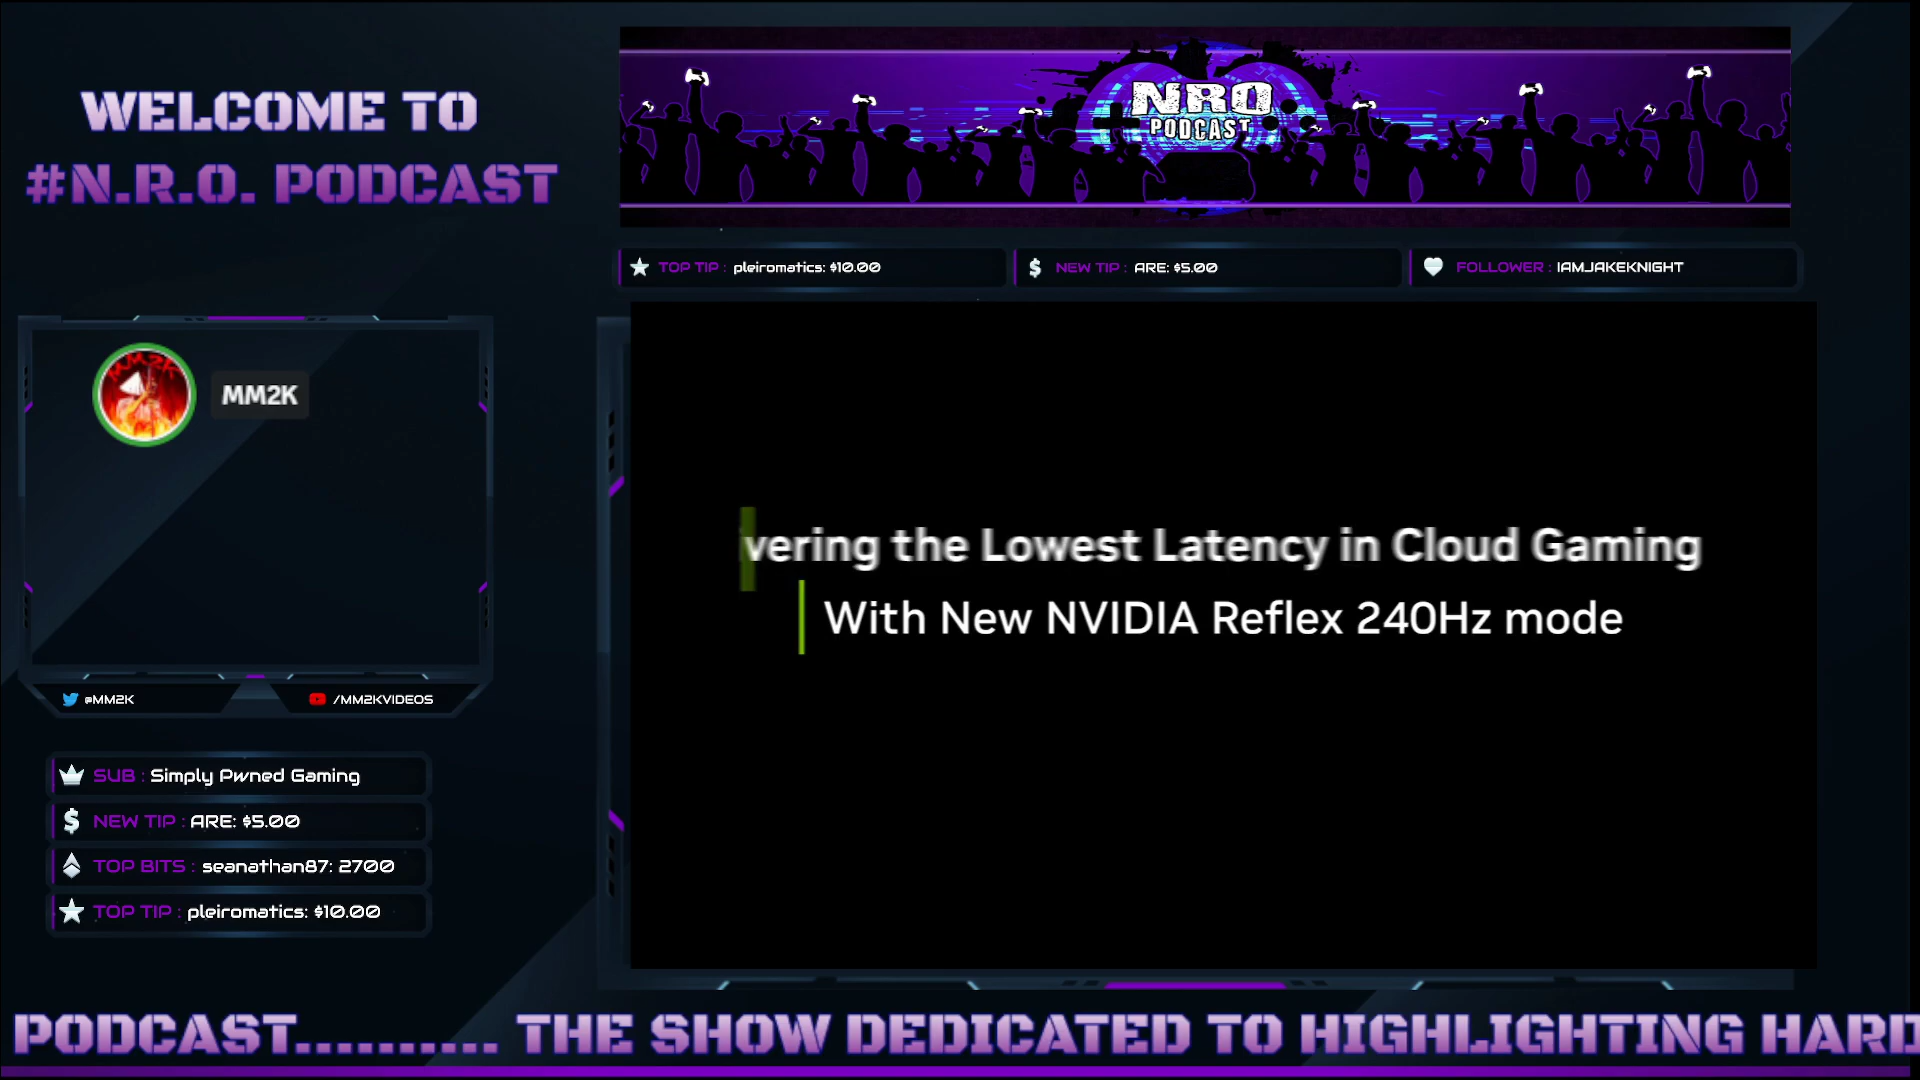 WELCOME TO
#N.R.O. PODCAST
NRO
PODCAST
TOP TIP : pleiromatics: $10.00
NEW TIP : ARE: $5.00
FOLLOWER : IAMJAKEKNIGHT
MM2K
MM2K
vering the Lowest Latency in Cloud Gaming
With New NVIDIA Reflex 240Hz mode
@MM2K
/MM2KVIDEOS
SUB : Simply Pwned Gaming
NEW TIP : ARE: $5.00
TOP BITS : seanathan87: 2700
TOP TIP : pleiromatics: $10.00
PODCAST.......... THE SHOW DEDICATED TO HIGHLIGHTING HARD